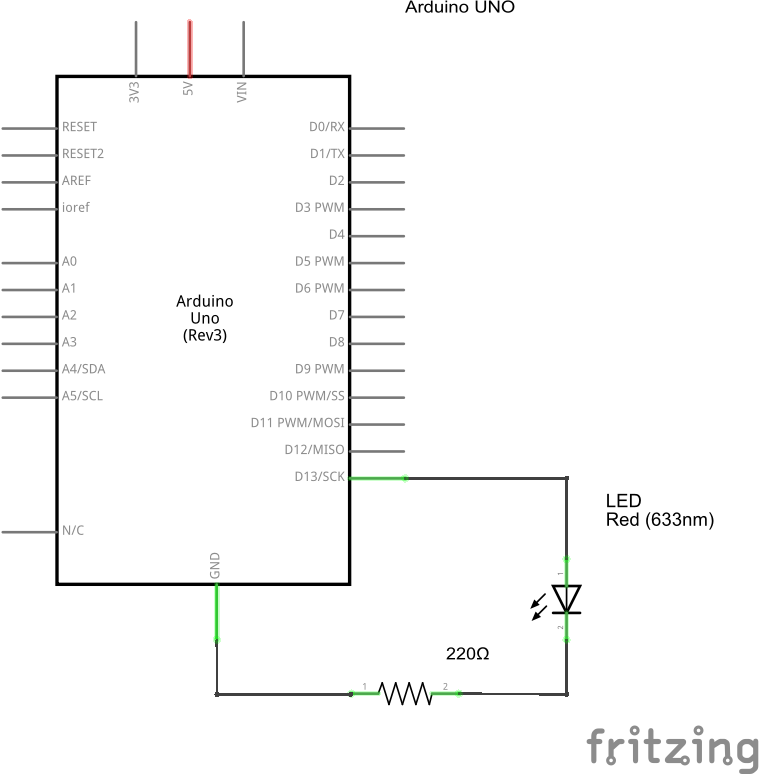 Arduino UNO
3V3
5V
VIN
RESET
D0/RX
RESET2
D1/TX
AREF
D2
ioref
D3 PWM
D4
A0
D5 PWM
A1
D6 PWM
Arduino
Uno
(Rev3)
A2
D7
A3
D8
A4/SDA
D9 PWM
A5/SCL
D10 PWM/SS
D11 PWM/MOSI
D12/MISO
D13/SCK
N/C
GND
LED
Red (633nm)
1
2
220Ω
1
2
fritzing